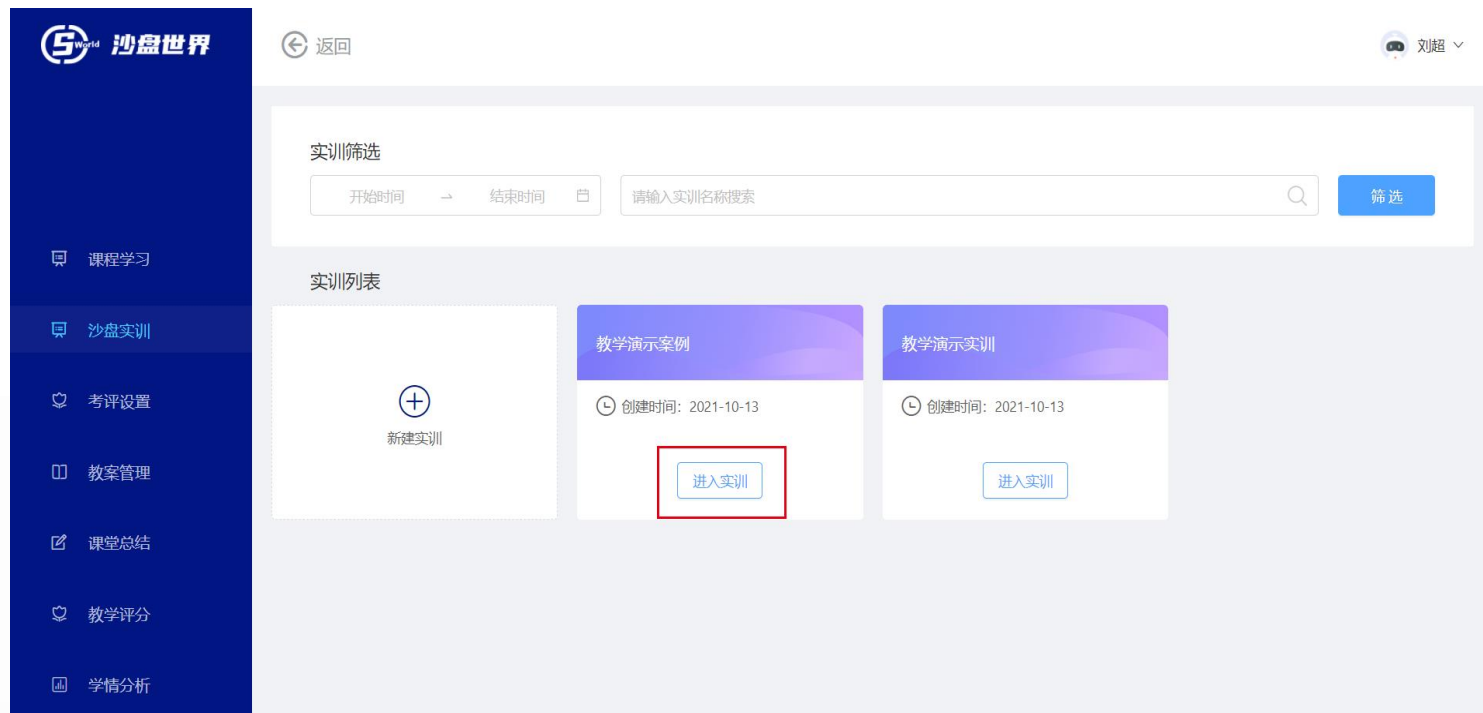 5 World 沙盘世界
返回
刘超
实训筛选
开始时间 → 结束时间
请输入实训名称搜索
筛选
课程学习
沙盘实训
考评设置
教案管理
课堂总结
教学评分
学情分析
实训列表
新建实训
教学演示案例
创建时间：2021-10-13
进入实训
教学演示实训
创建时间：2021-10-13
进入实训